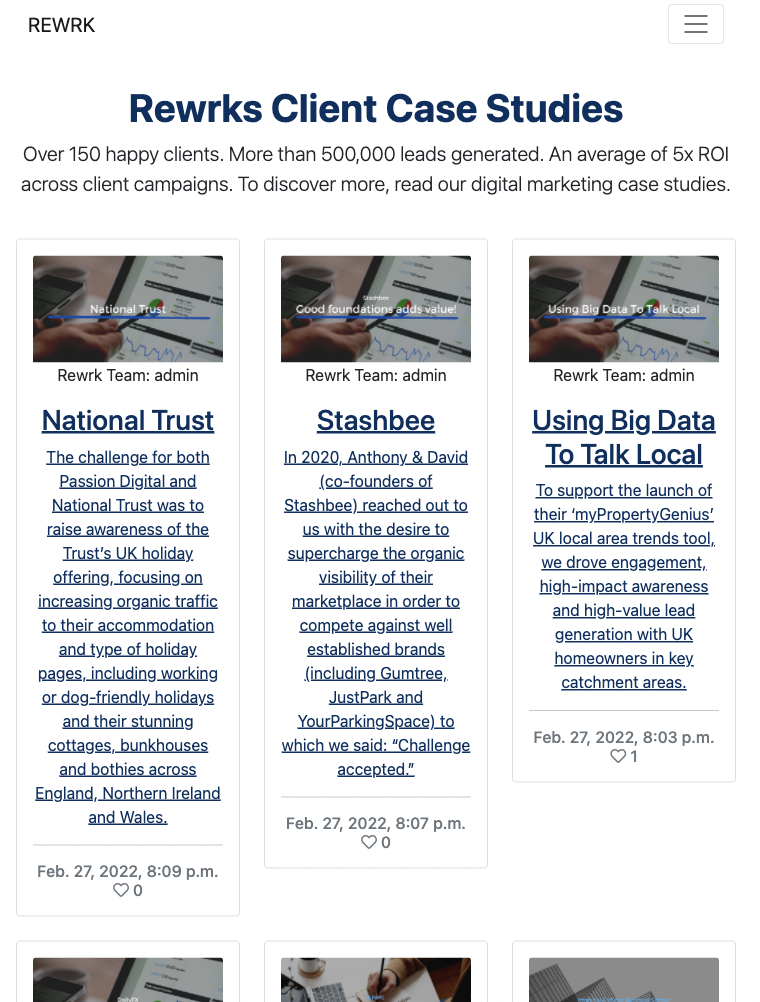 REWRK
Rewrks Client Case Studies
Over 150 happy clients. More than 500,000 leads generated. An average of 5x ROI
across client campaigns. To discover more, read our digital marketing case studies.
National Trust
Rewrk Team: admin
National Trust
The challenge for both
Passion Digital and
National Trust was to
raise awareness of the
Trust's UK holiday
offering, focusing on
increasing organic traffic
to their accommodation
and type of holiday
pages, including working
or dog-friendly holidays
and their stunning
cottages, bunkhouses
and bothies across
England, Northern Ireland
and Wales.
Feb. 27, 2022, 8:09 p.m.
0
Stashbee
Good foundations adds value!
Rewrk Team: admin
Stashbee
In 2020, Anthony & David
(co-founders of
Stashbee) reached out to
us with the desire to
supercharge the organic
visibility of their
marketplace in order to
compete against well
established brands
(including Gumtree,
JustPark and
YourParkingSpace) to
which we said: “Challenge
accepted.”
Feb. 27, 2022, 8:07 p.m.
0
Using Big Data To Talk Local
Rewrk Team: admin
Using Big Data
To Talk Local
To support the launch of
their ‘myPropertyGenius’
UK local area trends tool,
we drove engagement,
high-impact awareness
and high-value lead
generation with UK
homeowners in key
catchment areas.
Feb. 27, 2022, 8:03 p.m.
1